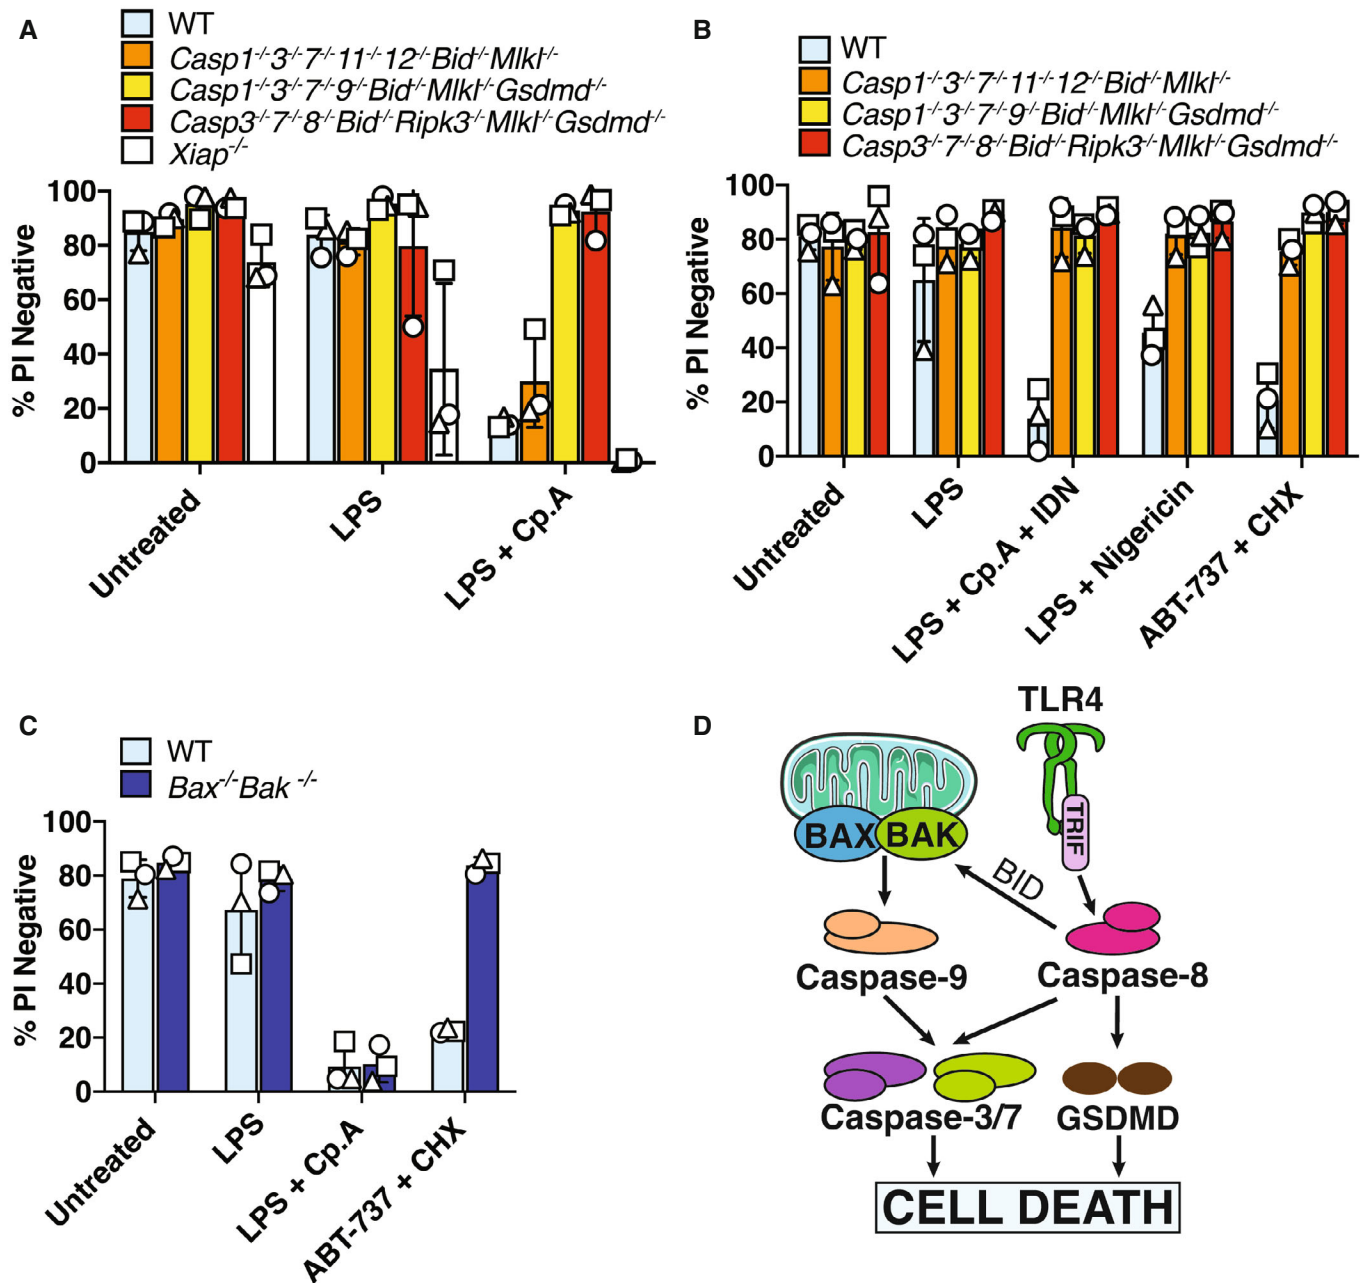 A
WT
Casp1-/-3-/-7-/-11-/-12-/-Bid-/-Mlkl-/-
Casp1-/-3-/-7-/-9-/-Bid-/-Mlkl-/-Gsdmd-/-
Casp3-/-7-/-8-/-Bid-/-Ripk3-/-Mlkl-/-Gsdmd-/-
Xiap-/-
% PI Negative
100
80
60
40
20
0
Untreated
LPS
LPS + Cp.A
B
WT
Casp1-/-3-/-7-/-11-/-12-/-Bid-/-Mlkl-/-
Casp1-/-3-/-7-/-9-/-Bid-/-Mlkl-/-Gsdmd-/-
Casp3-/-7-/-8-/-Bid-/-Ripk3-/-Mlkl-/-Gsdmd-/-
% PI Negative
100
80
60
40
20
0
Untreated
LPS
LPS + Cp.A + IDN
LPS + Nigericin
ABT-737 + CHX
C
WT
Bax-/-Bak -/-
% PI Negative
100
80
60
40
20
0
Untreated
LPS
LPS + Cp.A
ABT-737 + CHX
D
TLR4
TRIF
BAX
BAK
BID
Caspase-9
Caspase-8
Caspase-3/7
GSDMD
CELL DEATH